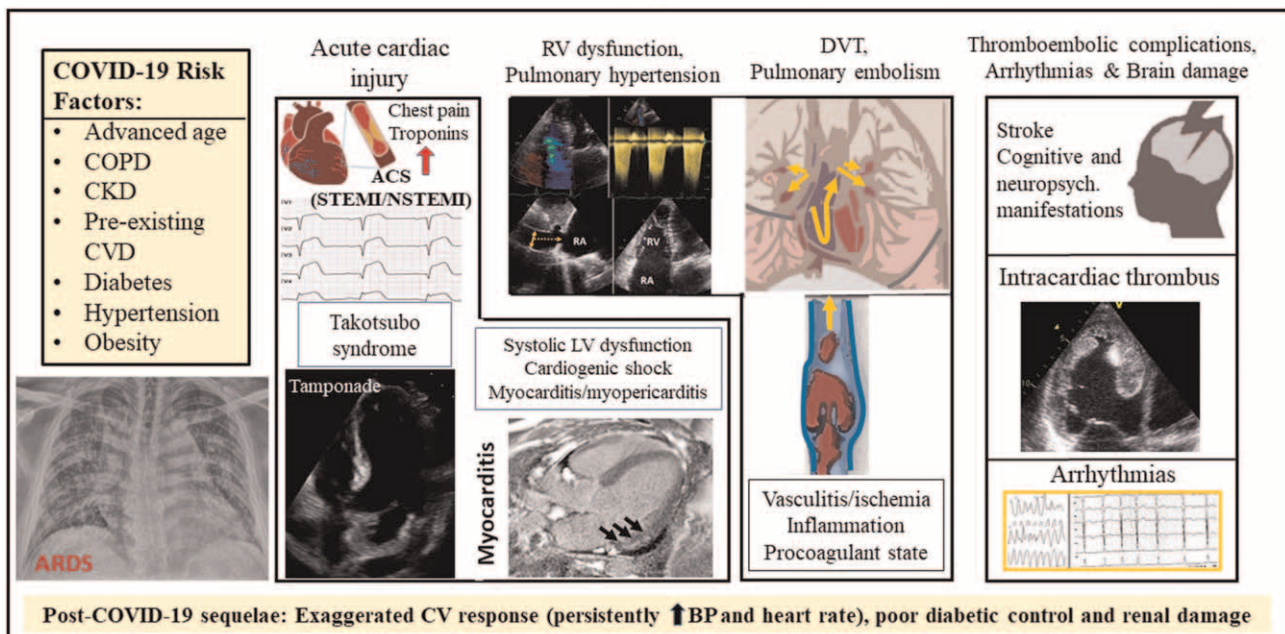 COVID-19 Risk
Factors:
• Advanced age
• COPD
• CKD
• Pre-existing
CVD
• Diabetes
• Hypertension
• Obesity
ARDS
Acute cardiac
injury
Chest pain
Troponins
ACS
(STEMI/NSTEMI)
Takotsubo
syndrome
Tamponade
RV dysfunction,
Pulmonary hypertension
RA
RV
RA
Systolic LV dysfunction
Cardiogenic shock
Myocarditis/myopericarditis
Myocarditis
DVT,
Pulmonary embolism
Vasculitis/ischemia
Inflammation
Procoagulant state
Thromboembolic complications,
Arrhythmias & Brain damage
Stroke
Cognitive and
neuropsych.
manifestations
Intracardiac thrombus
5
10
Arrhythmias
Post-COVID-19 sequelae: Exaggerated CV response (persistently ⬆BP and heart rate), poor diabetic control and renal damage